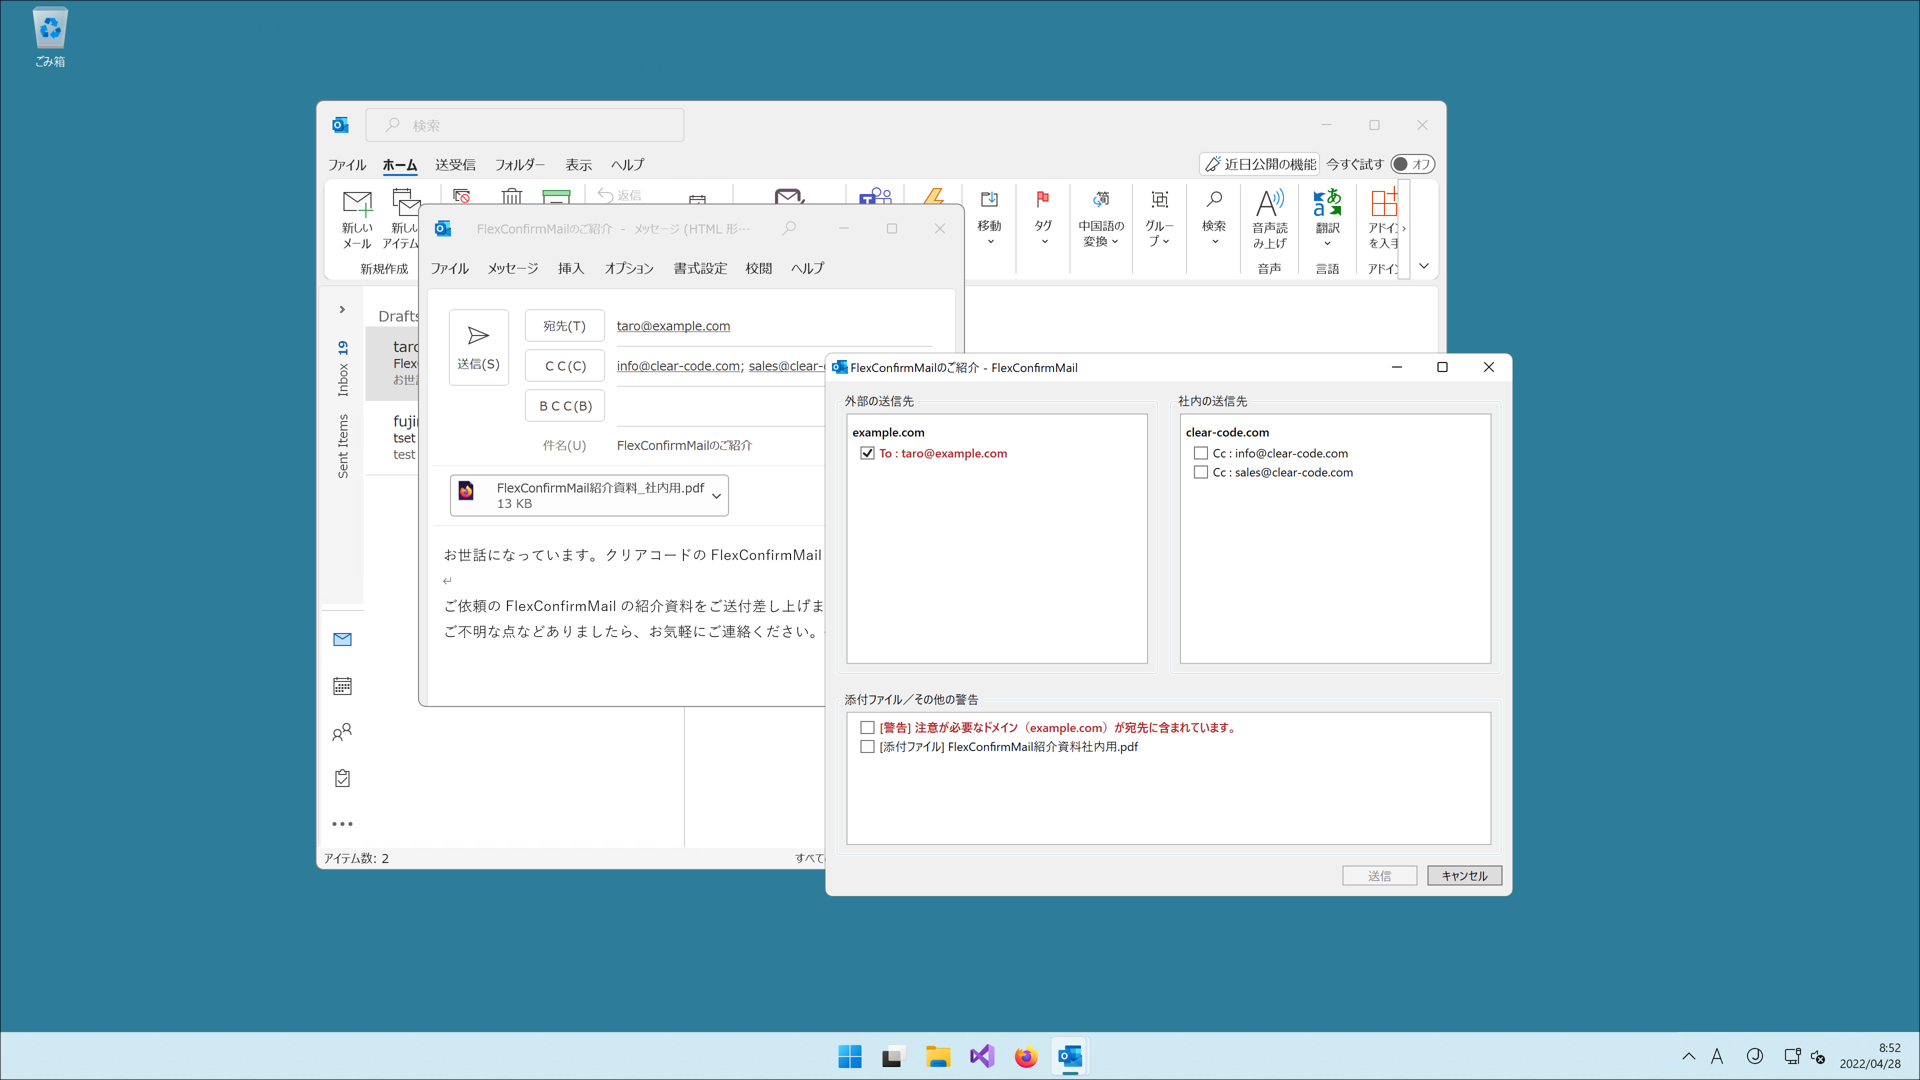 ごみ箱
検索
ファイル ホーム 送受信 フォルダー 表示 ヘルプ
近日公開の機能 今すぐ試す オフ
新しい
メール
新し
アイテム
返信
移動
タグ
中国語の
変換
グルー
プ
検索
音声読
み上げ
翻訳
アドイン
を入手
新規作成
音声
言語
アドイン
Inbox 19
Sent Items
Drafts
taro
Flex
お世話
fujir
tset
test
アイテム数: 2
すべて
FlexConfirmMailのご紹介 - メッセージ (HTML 形…
ファイル メッセージ 挿入 オプション 書式設定 校閲 ヘルプ
送信(S)
宛先(T) taro@example.com
C C(C) info@clear-code.com; sales@clear-c
B C C(B)
件名(U) FlexConfirmMailのご紹介
FlexConfirmMail紹介資料_社内用.pdf
13 KB
お世話になっています。クリアコードの FlexConfirmMail
ご依頼の FlexConfirmMail の紹介資料をご送付差し上げま
ご不明な点などありましたら、お気軽にご連絡ください。
FlexConfirmMailのご紹介 - FlexConfirmMail
外部の送信先
example.com
To : taro@example.com
社内の送信先
clear-code.com
Cc : info@clear-code.com
Cc : sales@clear-code.com
添付ファイル／その他の警告
[警告] 注意が必要なドメイン（example.com）が宛先に含まれています。
[添付ファイル] FlexConfirmMail紹介資料社内用.pdf
送信 キャンセル
A
8:52
2022/04/28